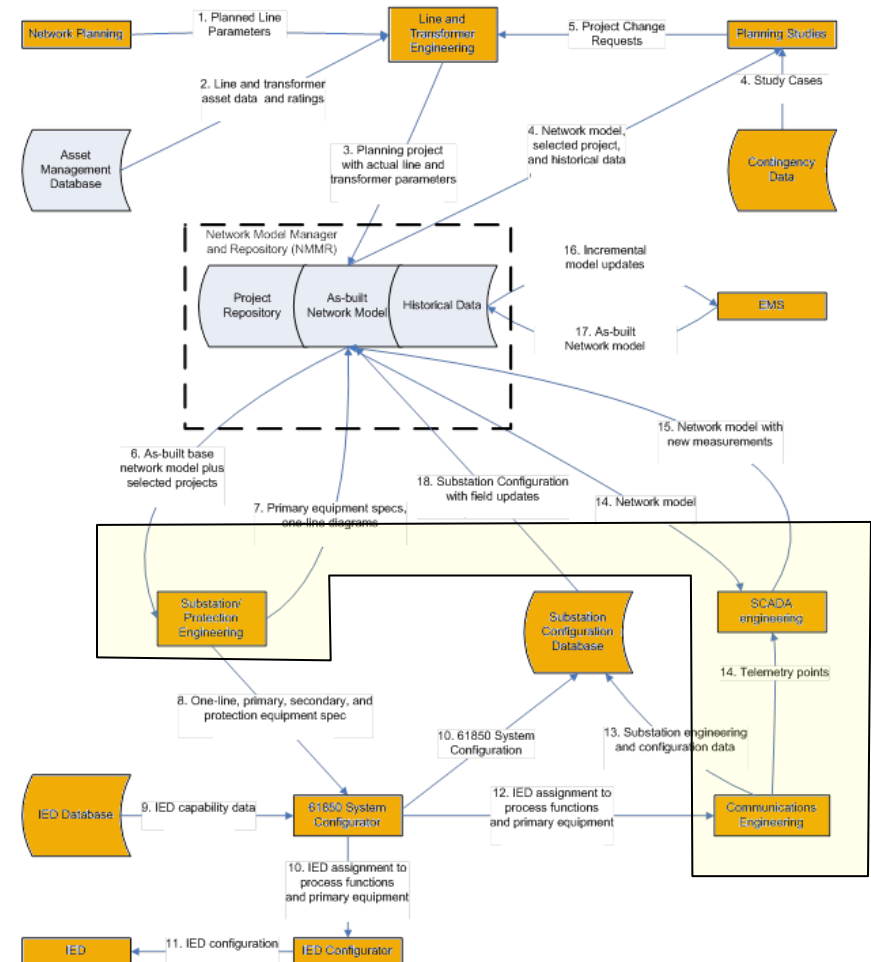 Network Planning
1. Planned Line
Parameters
Line and
Transformer
Engineering
5. Project Change
Requests
Planning Studies
2. Line and transformer
asset data and ratings
4. Study Cases
Asset
Management
Database
3. Planning project
with actual line and
transformer parameters
4. Network model,
selected project,
and historical data
Contingency
Data
Network Model Manager
and Repository (NMMR)
Project
Repository
As-built
Network Model
Historical Data
16. Incremental
model updates
EMS
17. As-built
Network model
6. As-built base
network model plus
selected projects
7. Primary equipment specs,
one-line diagrams
18. Substation Configuration
with field updates
14. Network model
15. Network model with
new measurements
Substation/
Protection
Engineering
Substation
Configuration
Database
SCADA
engineering
14. Telemetry points
8. One-line, primary, secondary, and
protection equipment spec
10. 61850 System
Configuration
13. Substation engineering
and configuration data
IED Database
9. IED capability data
61850 System
Configurator
12. IED assignment to
process functions
and primary equipment
Communications
Engineering
10. IED assignment to
process functions
and primary equipment
IED
11. IED configuration
IED Configurator